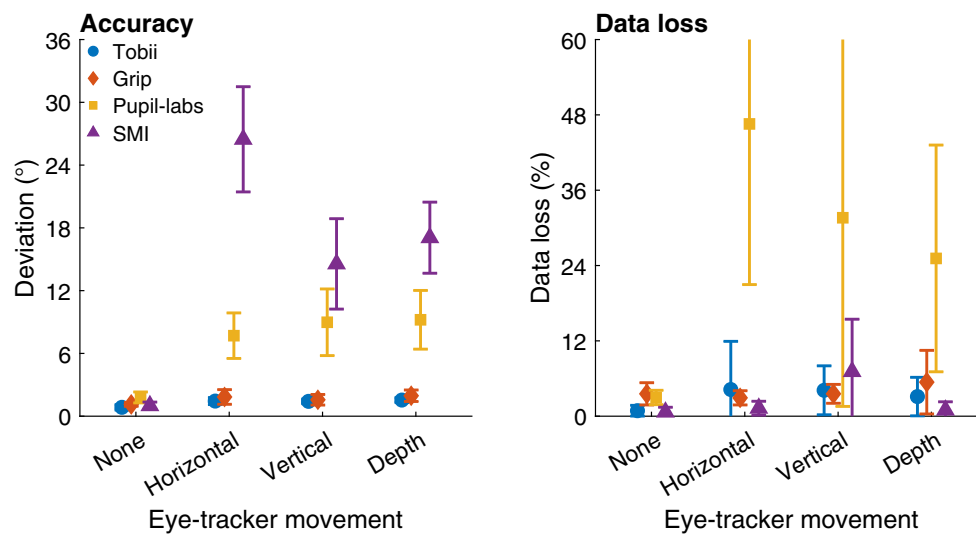 Accuracy
36
30
24
18
12
6
0
Deviation (°)
Tobii
Grip
Pupil-labs
SMI
None
Horizontal
Vertical
Depth
Eye-tracker movement
Data loss
60
48
36
24
12
0
Data loss (%)
None
Horizontal
Vertical
Depth
Eye-tracker movement